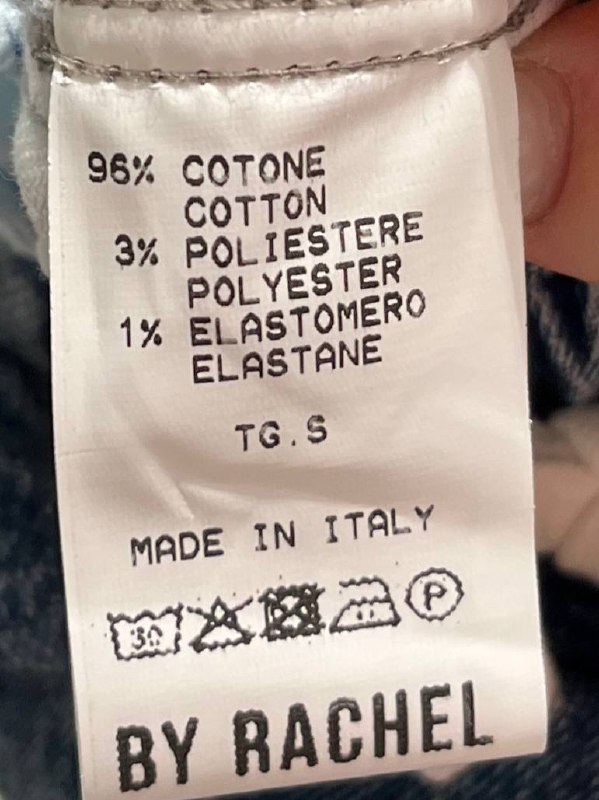 96% COTONE
COTTON
3% POLIESTERE
POLYESTER
1% ELASTOMERO
ELASTANE
TG.S
MADE IN ITALY
30 P
BY RACHEL